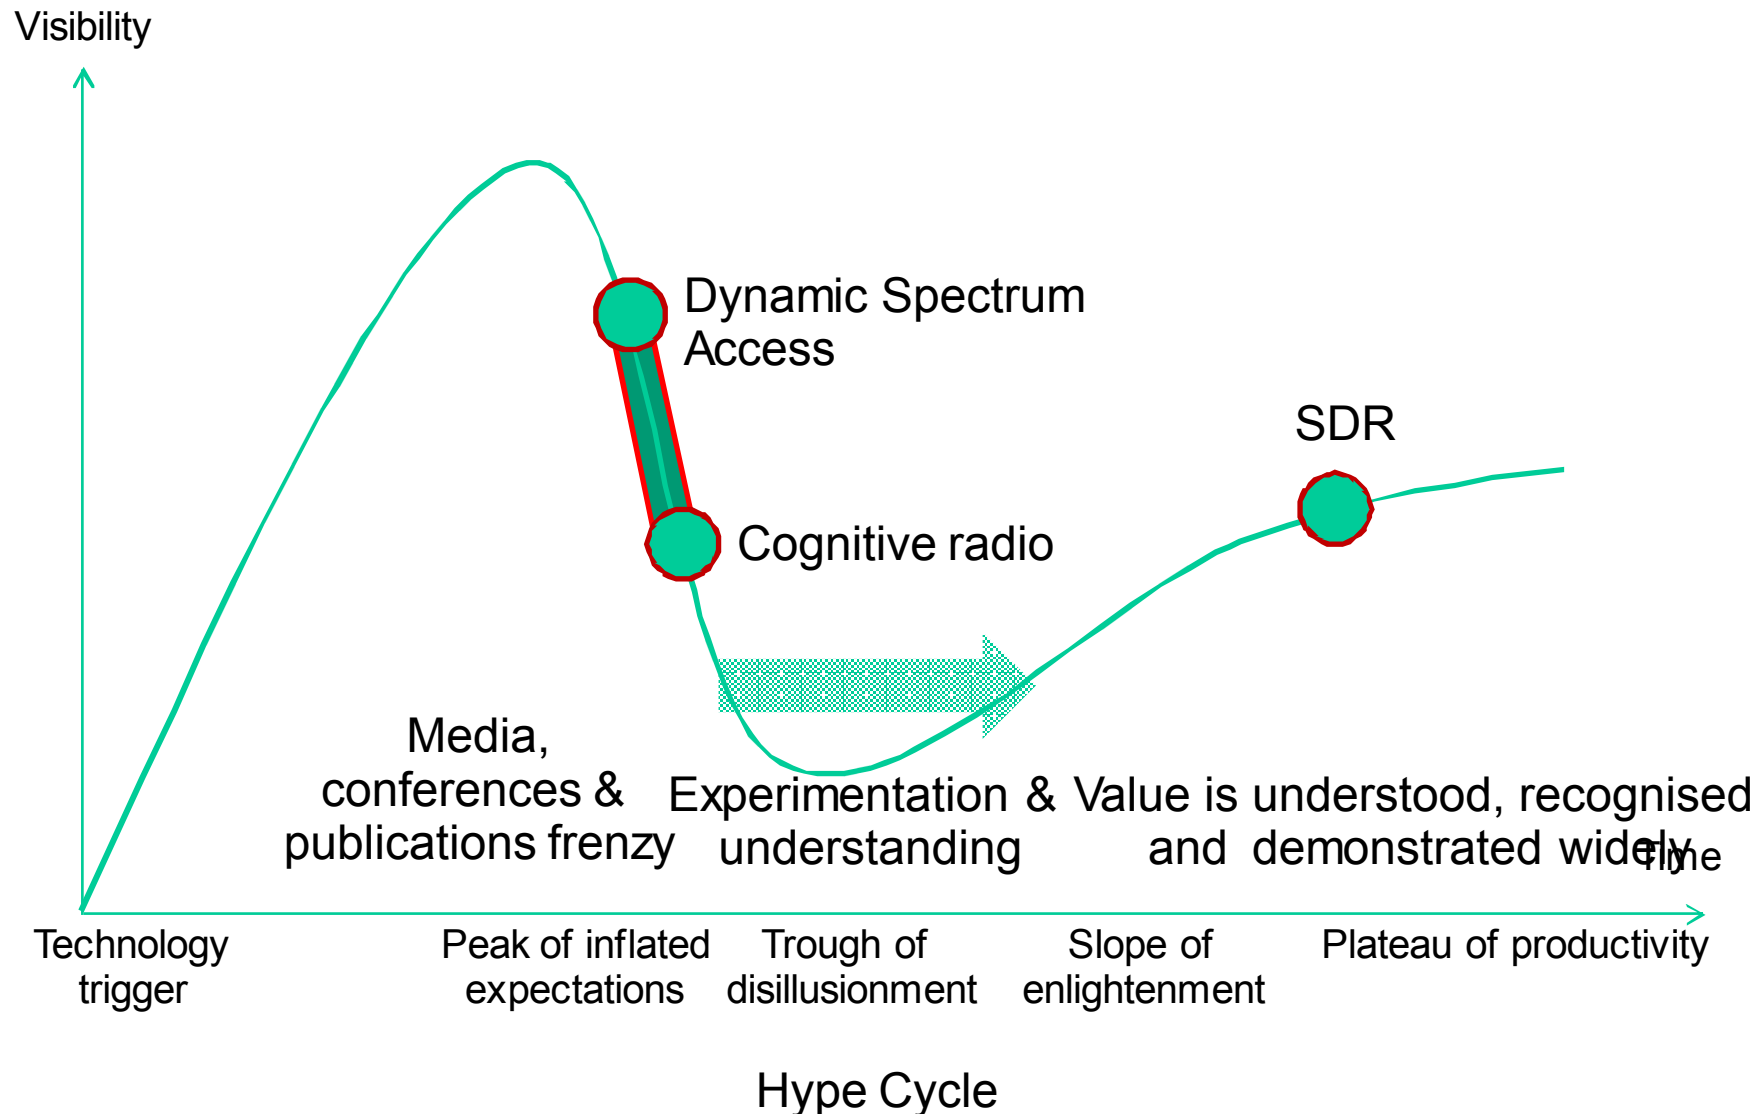 Visibility
Dynamic Spectrum
Access
SDR
Cognitive radio
Media,
conferences &
publications frenzy
Experimentation &
understanding
Value is understood, recognised
and demonstrated widely
Time
Technology
trigger
Peak of inflated
expectations
Trough of
disillusionment
Slope of
enlightenment
Plateau of productivity
Hype Cycle